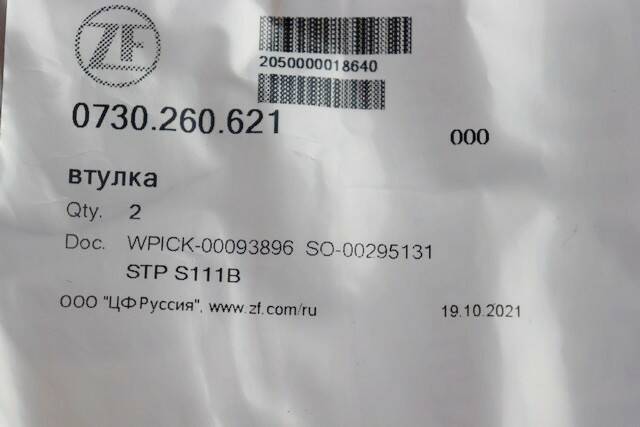 ZF
2050000018640
0730.260.621
000
втулка
Qty. 2
Doc. WPICK-00093896 SO-00295131
STP S111B
ООО "ЦФ Руссия", www.zf.com/ru
19.10.2021